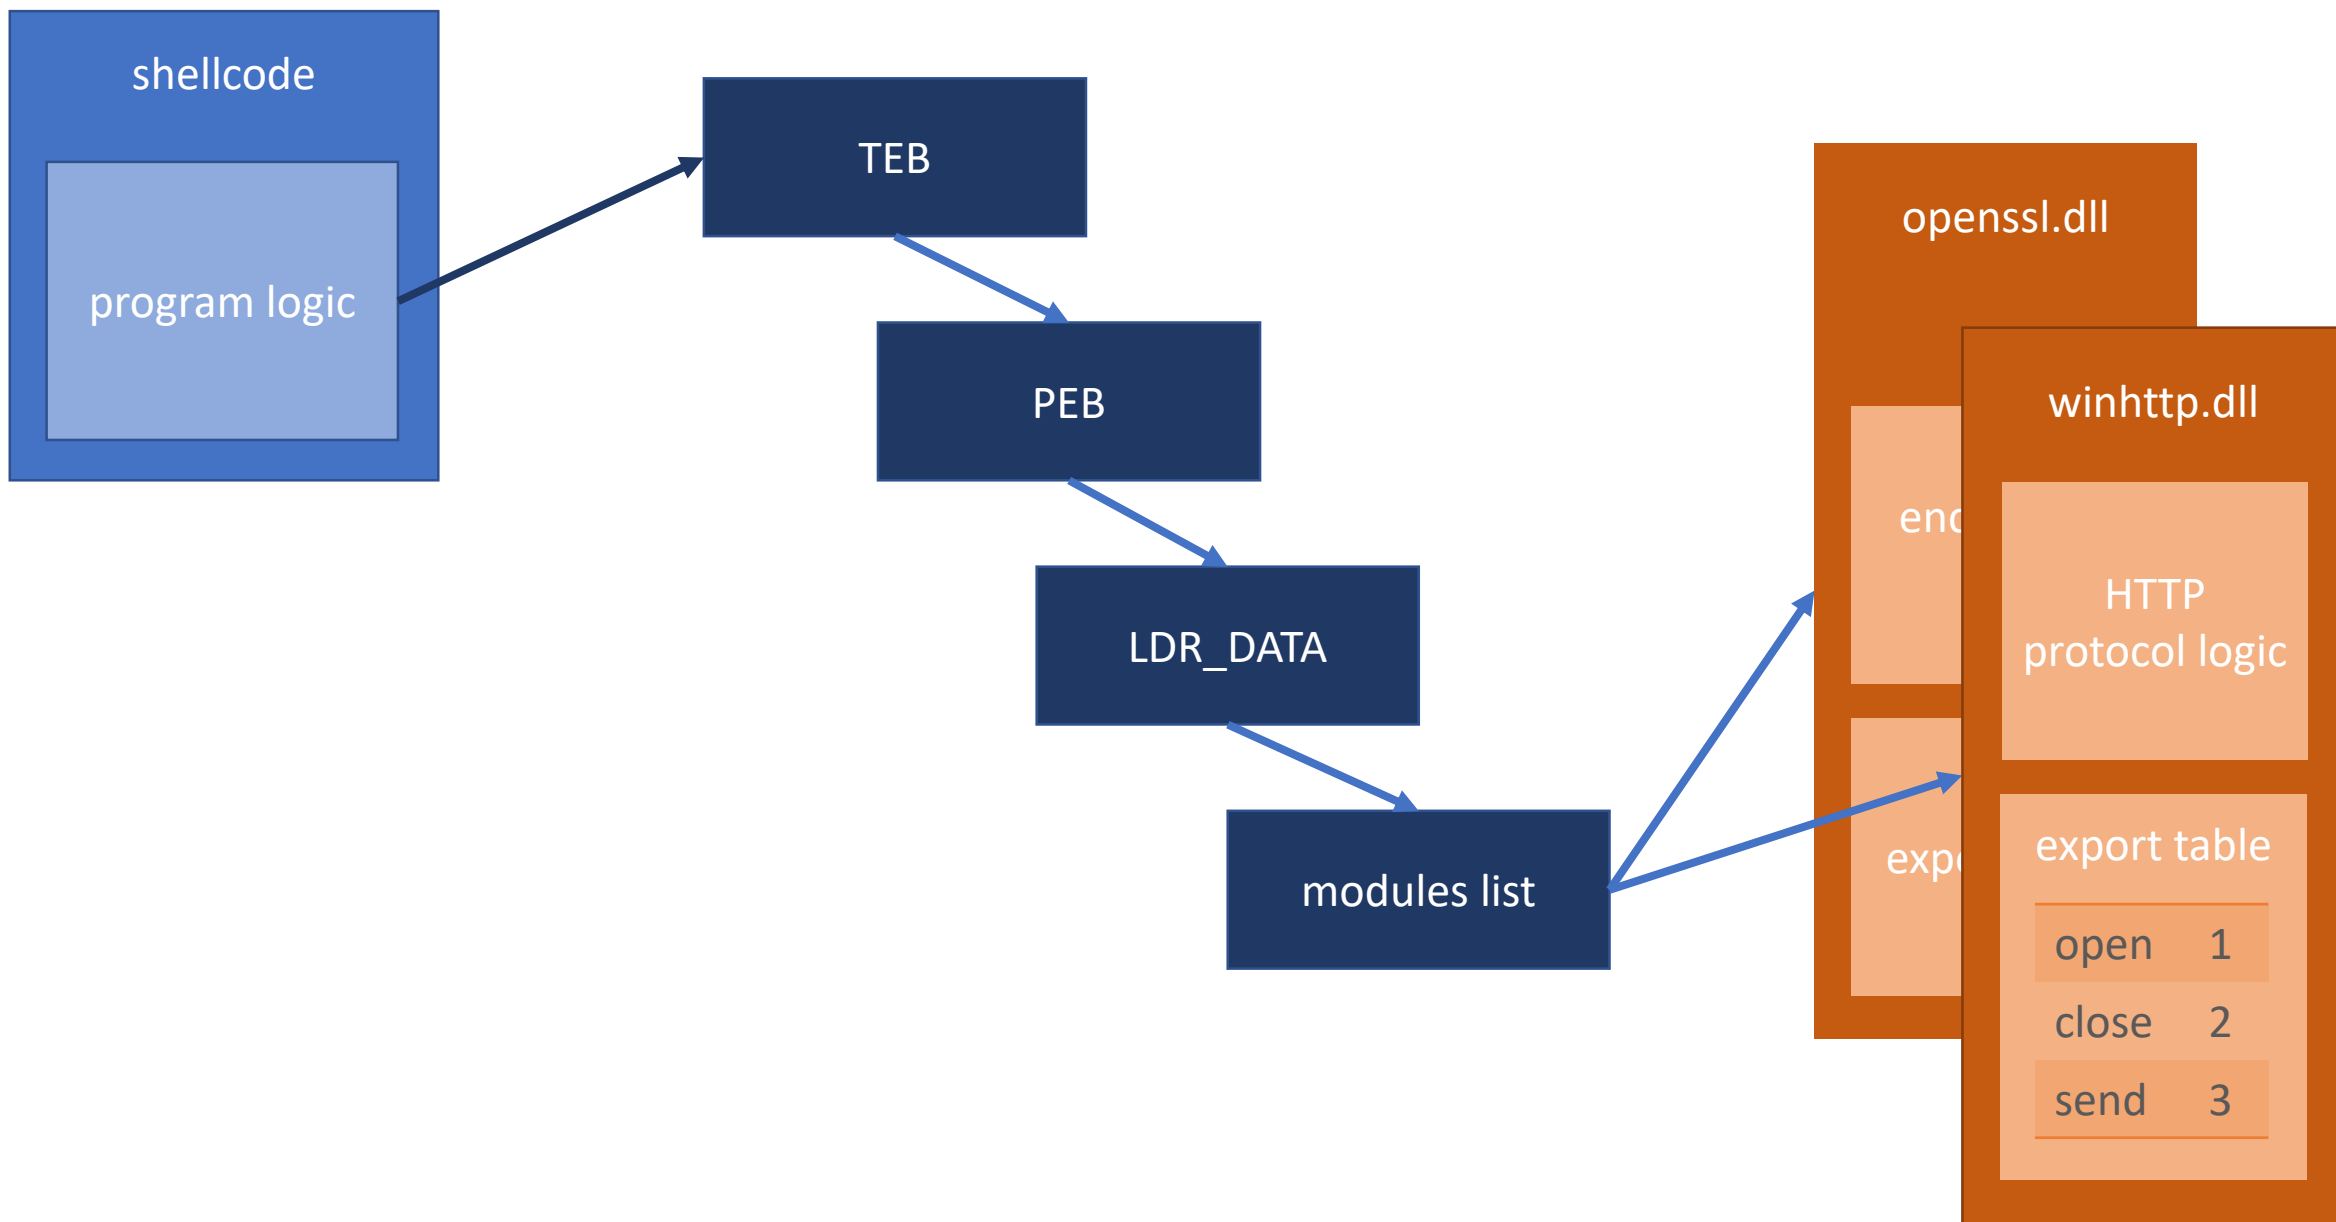 shellcode
program logic
TEB
PEB
LDR_DATA
modules list
openssl.dll
winhttp.dll
HTTP
protocol logic
export table
open 1
close 2
send 3